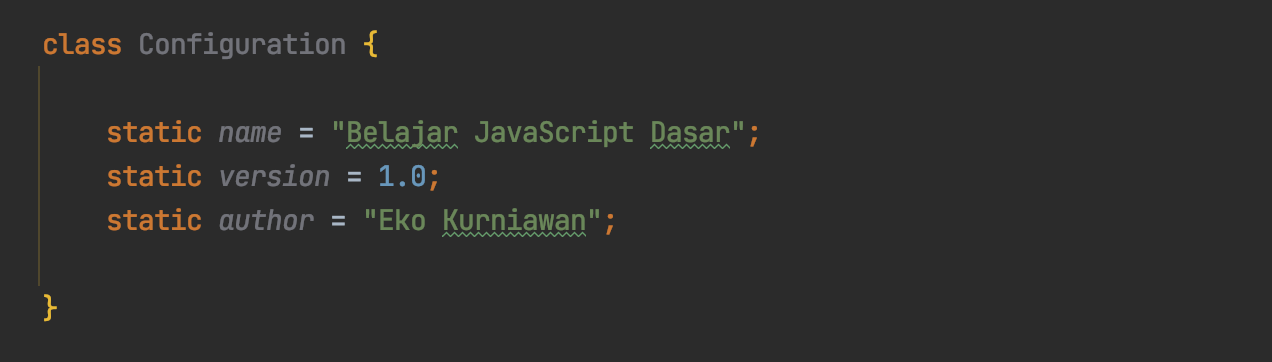 class Configuration {
static name = "Belajar JavaScript Dasar";
static version = 1.0;
static author = "Eko Kurniawan";
}